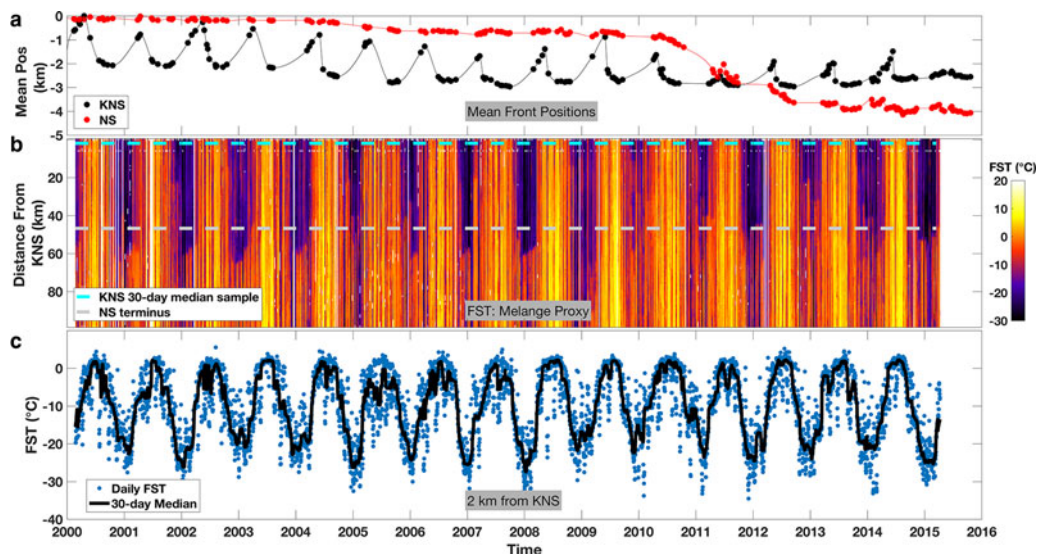 a
0
-1
-2
-3
-4
-5
Mean Pos
(km)
KNS
NS
Mean Front Positions
b
20
40
60
80
Distance From
KNS (km)
KNS 30-day median sample
NS terminus
FST: Melange Proxy
FST (°C)
20
10
0
-10
-20
-30
c
0
-10
-20
-30
-40
FST (°C)
Daily FST
30-day Median
2 km from KNS
2000 2001 2002 2003 2004 2005 2006 2007 2008 2009 2010 2011 2012 2013 2014 2015 2016
Time